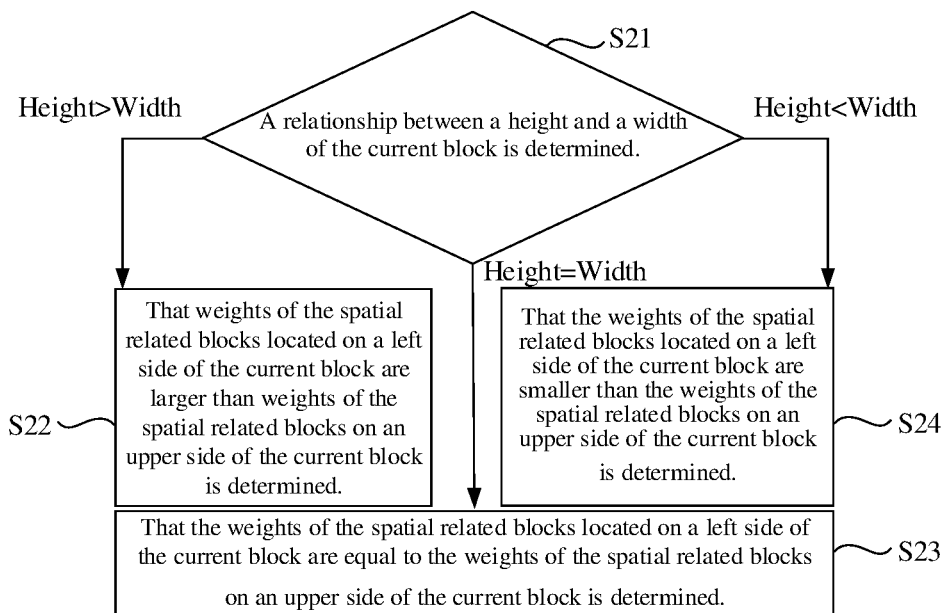 S21
Height>Width
Height<Width
A relationship between a height and a width
of the current block is determined.
Height=Width
That weights of the spatial
related blocks located on a left
side of the current block are
larger than weights of the
spatial related blocks on an
upper side of the current block
is determined.
S22
That the weights of the spatial
related blocks located on a left
side of the current block are
smaller than the weights of the
spatial related blocks on an
upper side of the current block
is determined.
S24
That the weights of the spatial related blocks located on a left side of
the current block are equal to the weights of the spatial related blocks
on an upper side of the current block is determined.
S23